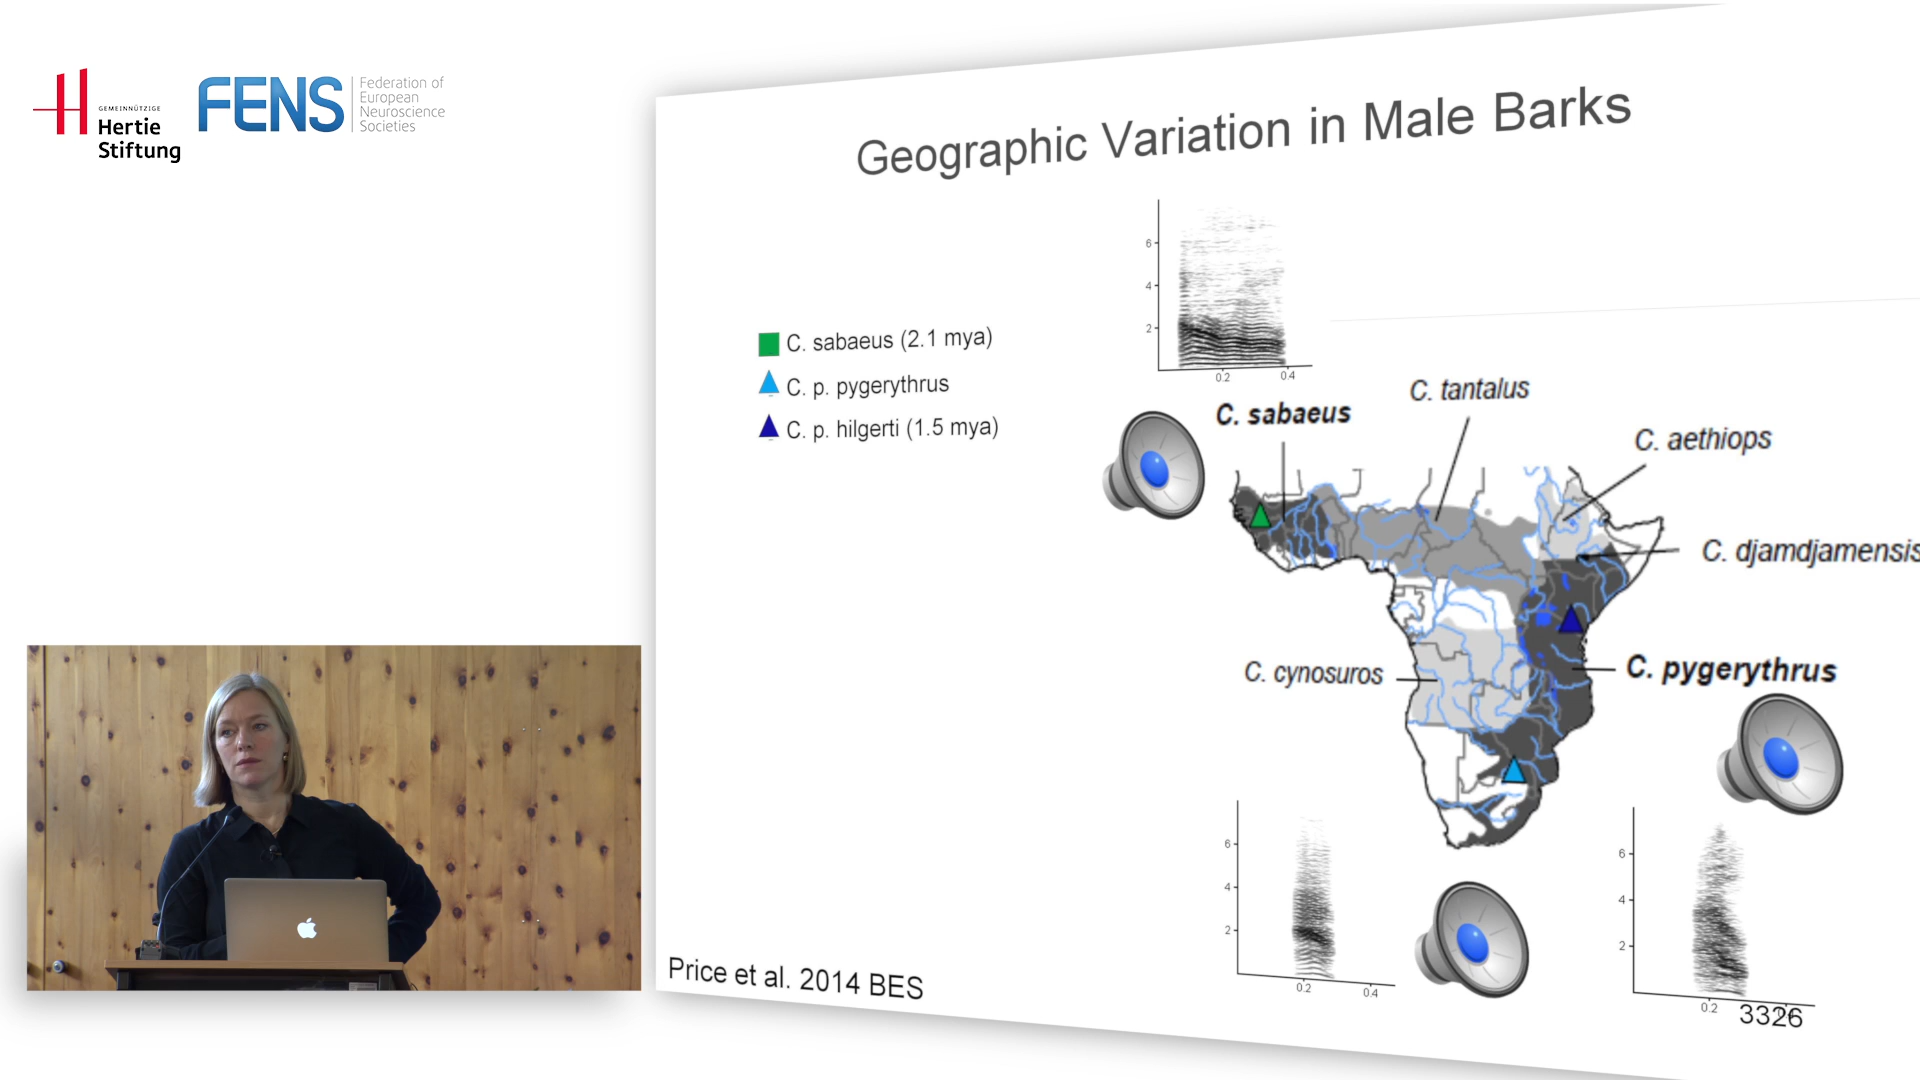 GEMEINNÜTZIGE
Hertie
Stiftung
FENS
Federation of
European
Neuroscience
Societies
Geographic Variation in Male Barks
C. sabaeus (2.1 mya)
C. p. pygerythrus
C. p. hilgerti (1.5 mya)
6
4
2
0.2 0.4
C. sabaeus
C. tantalus
C. aethiops
C. djamdjamensis
C. cynosuros
C. pygerythrus
6
4
2
0.2 0.4
6
4
2
0.2
Price et al. 2014 BES
3326